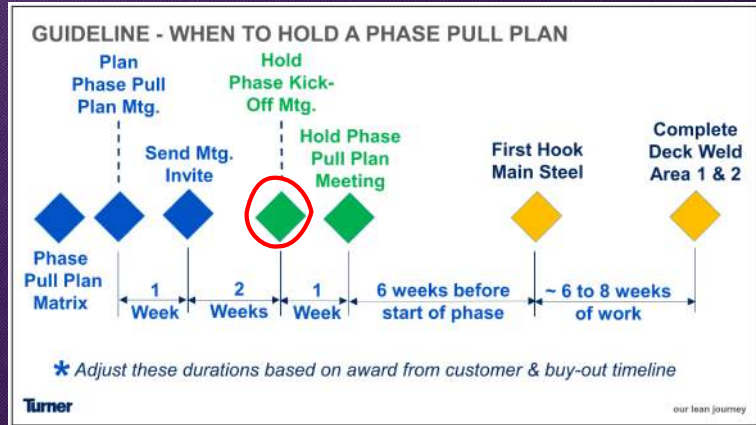 GUIDELINE - WHEN TO HOLD A PHASE PULL PLAN
Plan
Phase Pull
Plan Mtg.
Send Mtg.
Invite
Hold
Phase Kick-
Off Mtg.
Hold Phase
Pull Plan
Meeting
First Hook
Main Steel
Complete
Deck Weld
Area 1 & 2
Phase
Pull Plan
Matrix
1
Week
2
Weeks
1
Week
6 weeks before
start of phase
~ 6 to 8 weeks
of work
* Adjust these durations based on award from customer & buy-out timeline
Turner
our lean journey